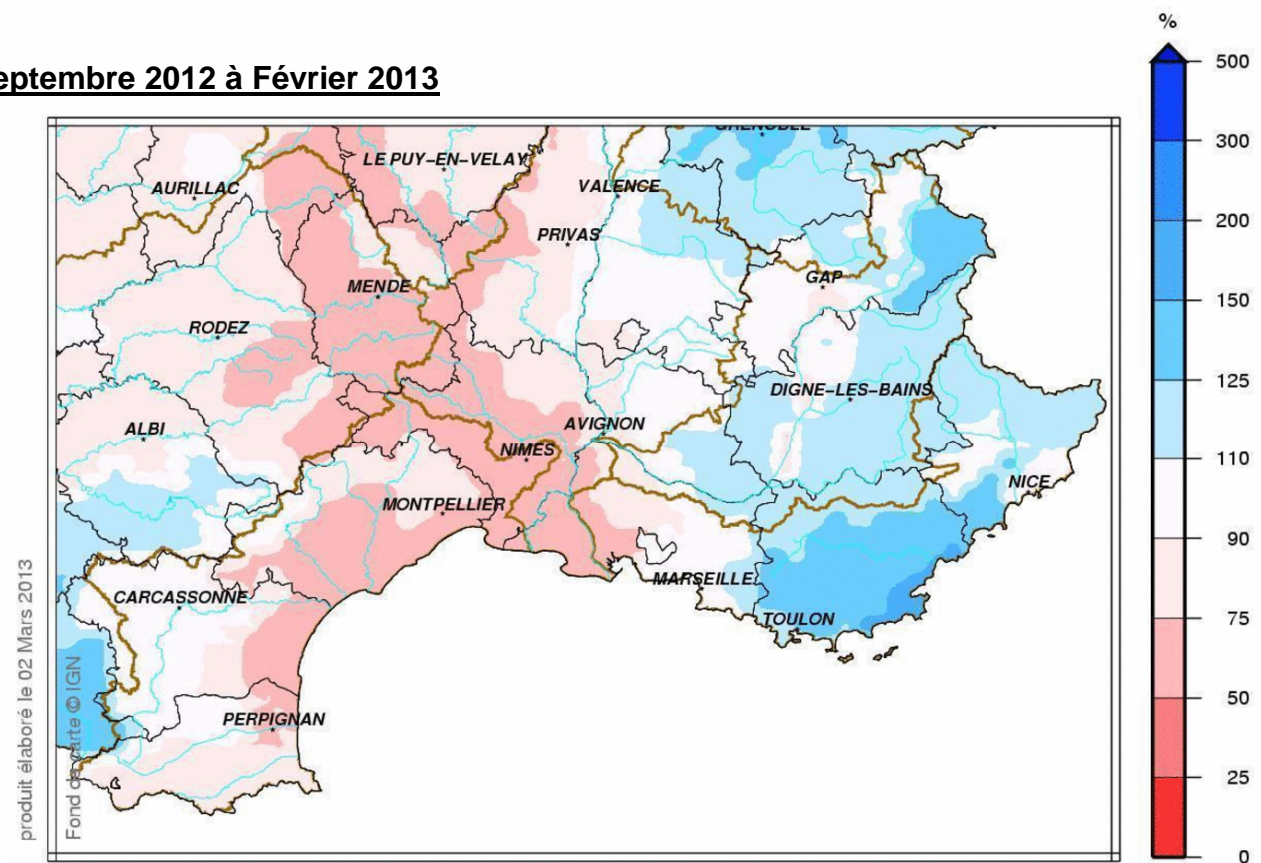 %
eptembre 2012 à Février 2013
500
300
200
150
125
110
90
75
50
25
0
GRENOBLE
LE PUY-EN-VELAY
AURILLAC
VALENCE
PRIVAS
GAP
MENDE
RODEZ
DIGNE-LES-BAINS
ALBI
AVIGNON
NIMES
NICE
MONTPELLIER
MARSEILLE
CARCASSONNE
TOULON
PERPIGNAN
produit élaboré le 02 Mars 2013
Fond de carte © IGN